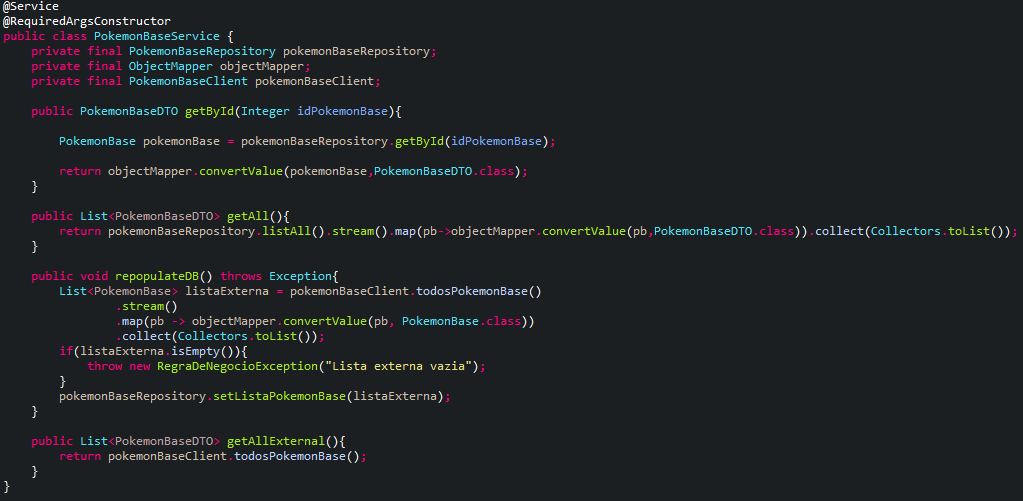 @Service
@RequiredArgsConstructor
public class PokemonBaseService {
    private final PokemonBaseRepository pokemonBaseRepository;
    private final ObjectMapper objectMapper;
    private final PokemonBaseClient pokemonBaseClient;

    public PokemonBaseDTO getById(Integer idPokemonBase){

        PokemonBase pokemonBase = pokemonBaseRepository.getById(idPokemonBase);

        return objectMapper.convertValue(pokemonBase,PokemonBaseDTO.class);
    }

    public List<PokemonBaseDTO> getAll(){
        return pokemonBaseRepository.listAll().stream().map(pb->objectMapper.convertValue(pb,PokemonBaseDTO.class)).collect(Collectors.toList());
    }

    public void repopulateDB() throws Exception{
        List<PokemonBase> listaExterna = pokemonBaseClient.todosPokemonBase()
                .stream()
                .map(pb -> objectMapper.convertValue(pb, PokemonBase.class))
                .collect(Collectors.toList());
        if(listaExterna.isEmpty()){
            throw new RegraDeNegocioException("Lista externa vazia");
        }
        pokemonBaseRepository.setListaPokemonBase(listaExterna);
    }

    public List<PokemonBaseDTO> getAllExternal(){
        return pokemonBaseClient.todosPokemonBase();
    }
}